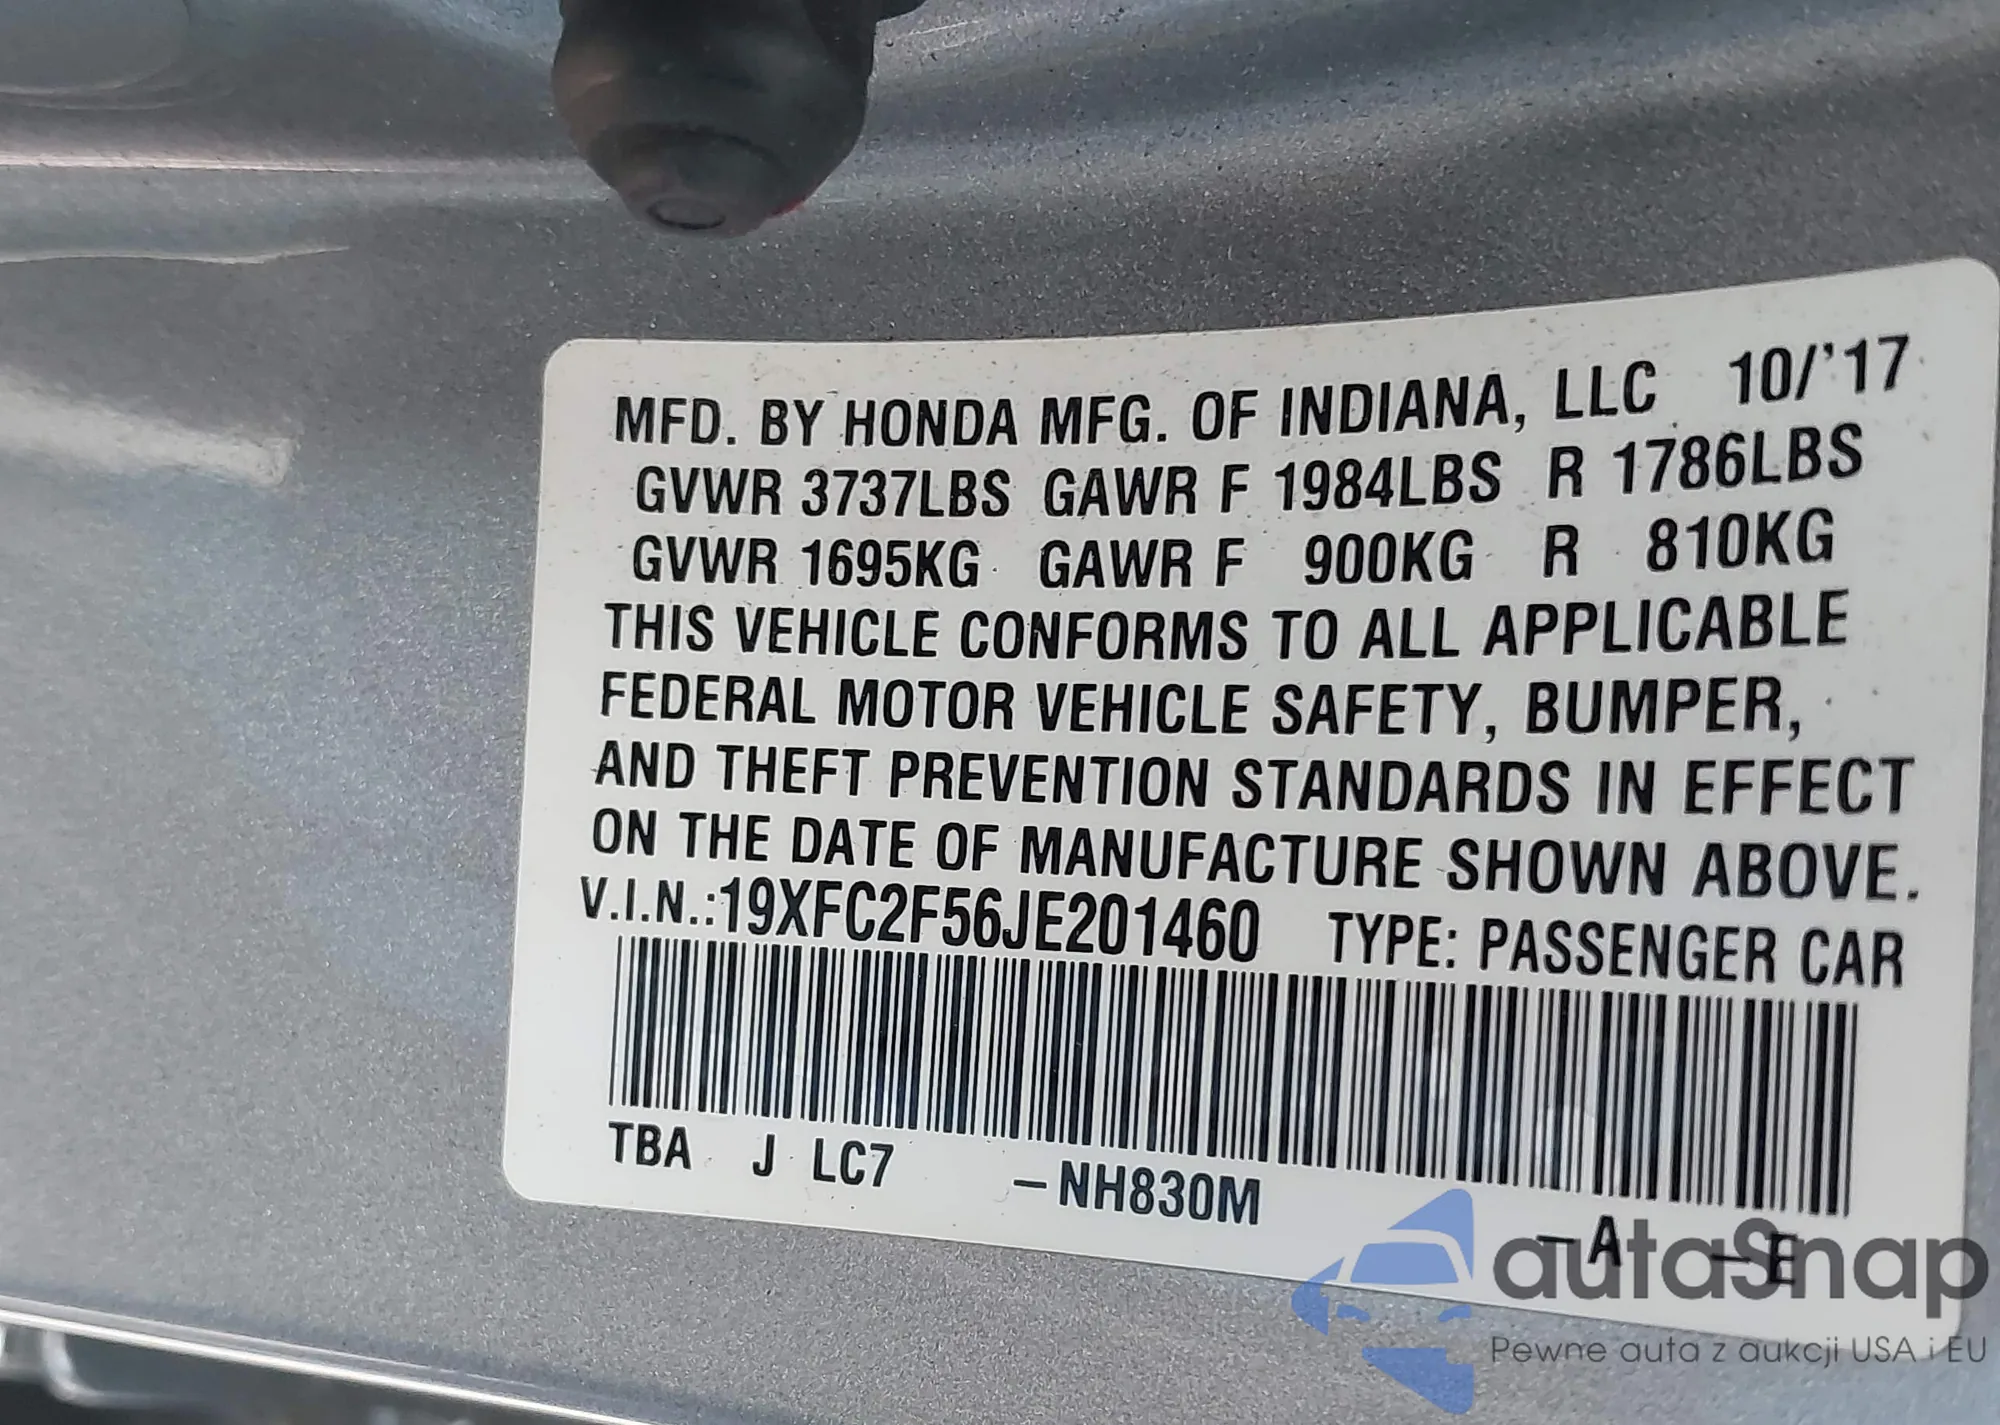 MFD. BY HONDA MFG. OF INDIANA, LLC 10/'17
GVWR 3737LBS GAWR F 1984LBS R 1786LBS
GVWR 1695KG GAWR F 900KG R 810KG
THIS VEHICLE CONFORMS TO ALL APPLICABLE
FEDERAL MOTOR VEHICLE SAFETY, BUMPER,
AND THEFT PREVENTION STANDARDS IN EFFECT
ON THE DATE OF MANUFACTURE SHOWN ABOVE.
V.I.N.:19XFC2F56JE201460 TYPE: PASSENGER CAR
TBA J LC7 –NH830M –A –E
autaSnap
Pewne auta z aukcji USA i EU